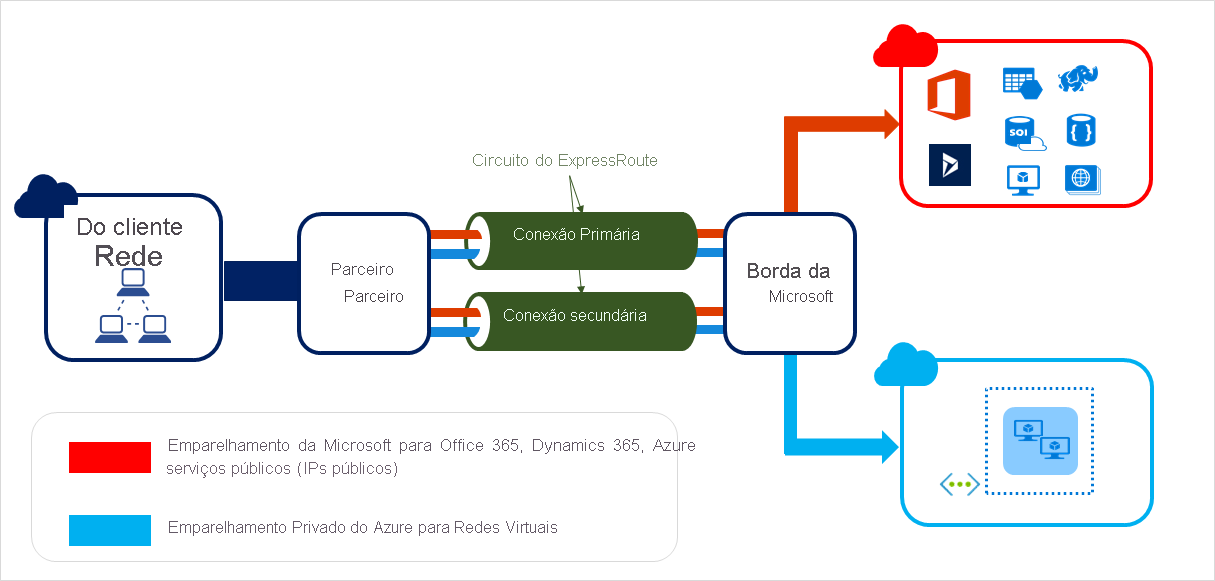 Circuito do ExpressRoute
Do cliente
Rede
Parceiro
Parceiro
Conexão Primária
Conexão secundária
Borda da
Microsoft
SQL
Emparelhamento da Microsoft para Office 365, Dynamics 365, Azure
serviços públicos (IPs públicos)
Emparelhamento Privado do Azure para Redes Virtuais